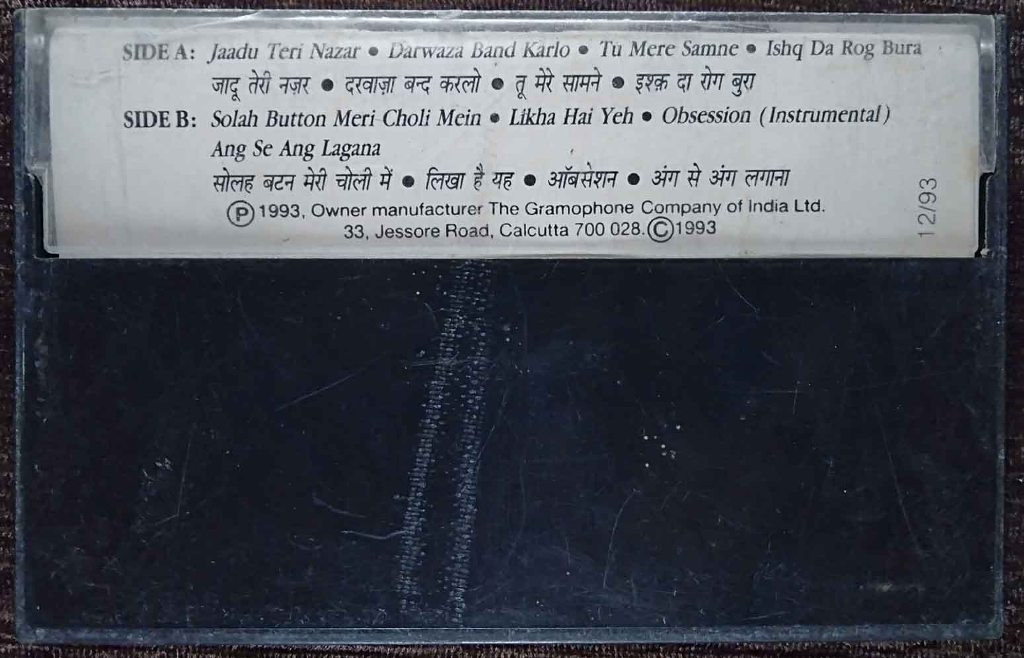 SIDE A: Jaadu Teri Nazar ● Darwaza Band Karlo ● Tu Mere Samne ● Ishq Da Rog Bura
जादू तेरी नज़र ● दरवाज़ा बन्द करलो ● तू मेरे सामने ● इश्क़ दा रोग बुरा
SIDE B: Solah Button Meri Choli Mein ● Likha Hai Yeh ● Obsession (Instrumental)
Ang Se Ang Lagana
सोलह बटन मेरी चोली में ● लिखा है यह ● ऑबसेशन ● अंग से अंग लगाना
Ⓟ 1993, Owner manufacturer The Gramophone Company of India Ltd.
33, Jessore Road, Calcutta 700 028. © 1993
12/93